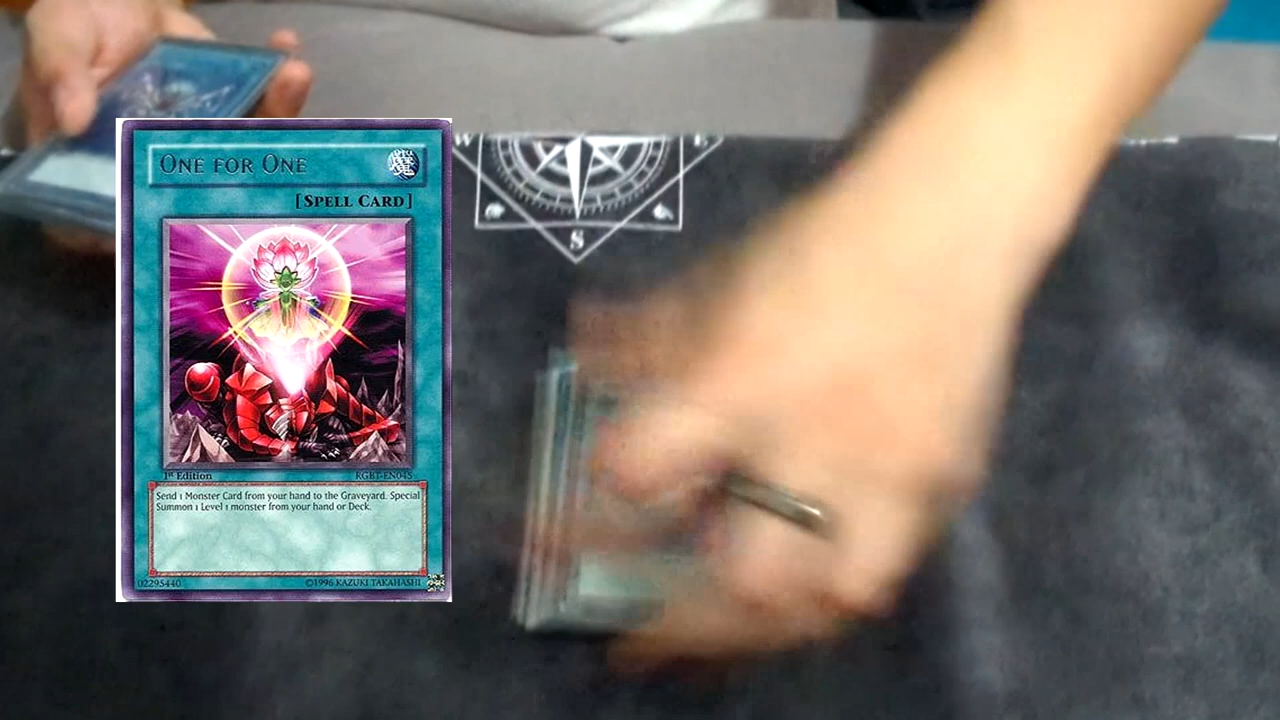 One for One
[Spell Card]
1st Edition
RGBT-EN045
Send 1 Monster Card from your hand to the Graveyard. Special
Summon 1 Level 1 monster from your hand or Deck.
02295440
©1996 KAZUKI TAKAHASHI
W
E
S